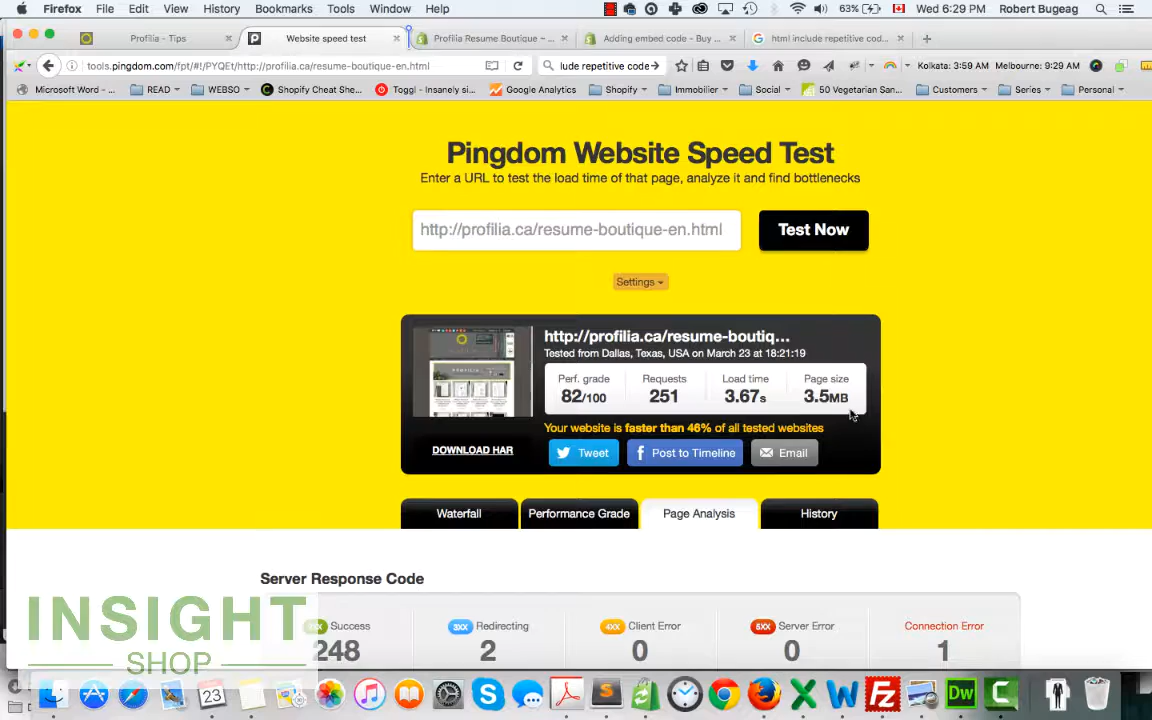 Firefox File Edit View History Bookmarks Tools Window Help 63% Wed 6:29 PM Robert Bugeag
Profilia - Tips × Website speed test × Profilia Resume Boutique ~ ... × Adding embed code - Buy ... × html include repetitive cod... × +
tools.pingdom.com/fpt/#!/PYQEt/http://profilia.ca/resume-boutique-en.html lude repetitive code Kolkata: 3:59 AM Melbourne: 9:29 AM
Microsoft Word - ... READ WEBSO Shopify Cheat She... Toggl - Insanely si... Google Analytics Shopify Immobilier Social 50 Vegetarian San... Customers Series Personal
Pingdom Website Speed Test
Enter a URL to test the load time of that page, analyze it and find bottlenecks
http://profilia.ca/resume-boutique-en.html Test Now
Settings
http://profilia.ca/resume-boutiq...
Tested from Dallas, Texas, USA on March 23 at 18:21:19
Perf. grade Requests Load time Page size
82/100 251 3.67s 3.5MB
Your website is faster than 46% of all tested websites
DOWNLOAD HAR Tweet Post to Timeline Email
Waterfall Performance Grade Page Analysis History
Server Response Code
Success 3XX Redirecting 4XX Client Error 5XX Server Error Connection Error
248 2 0 0 1
INSIGHT
SHOP
23 Dw